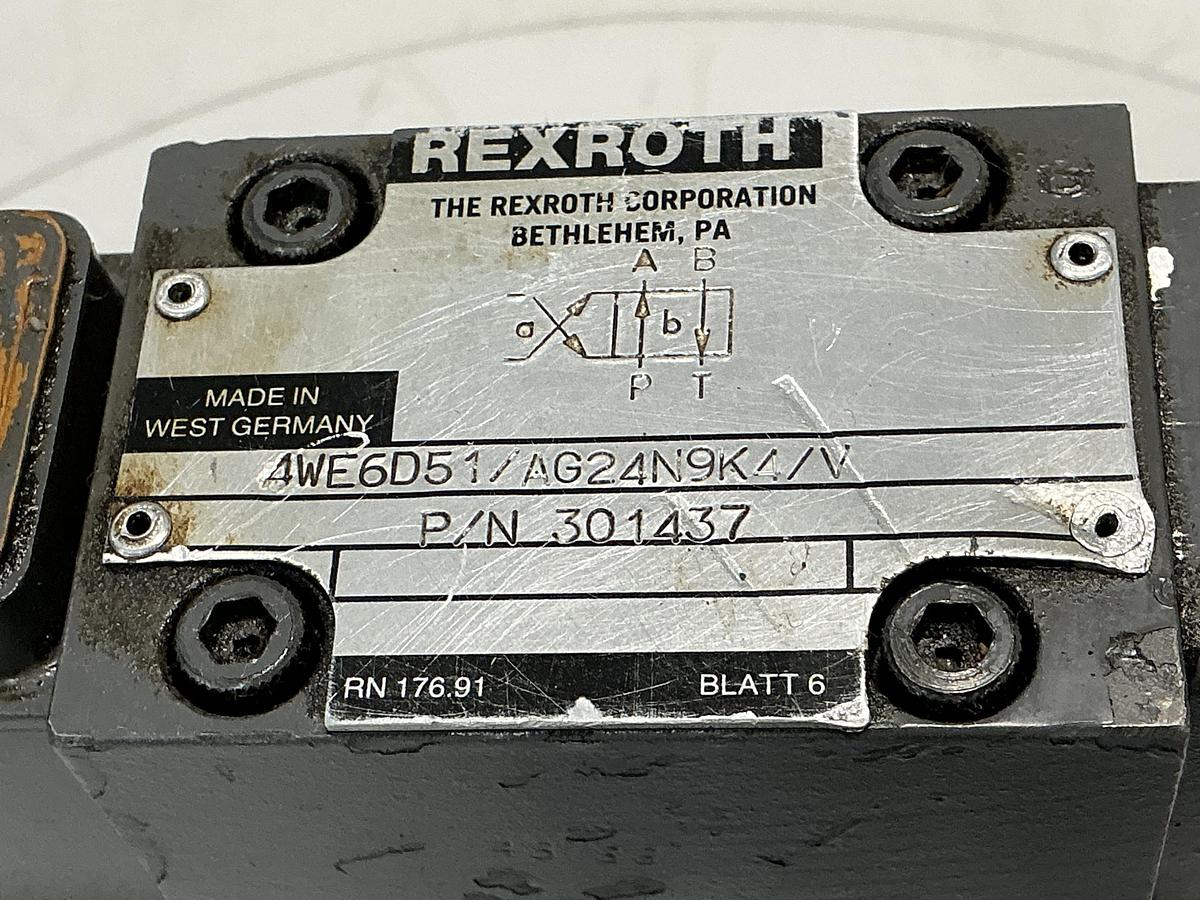 REXROTH
THE REXROTH CORPORATION
BETHLEHEM, PA
A B
a b
P T
MADE IN
WEST GERMANY
4WE6D51/AG24N9K4/V
P/N 301437
RN 176.91 BLATT 6